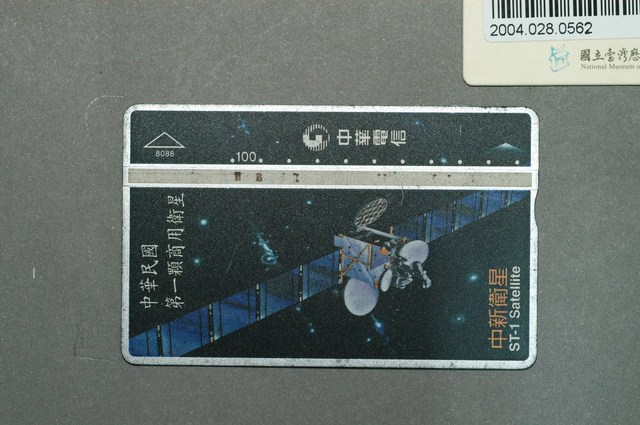 2004.028.0562
國立臺灣歷
National Museum o
8086
100
中華電信
中華民國
第一顆商用衛星
中新衛星
ST-1 Satellite